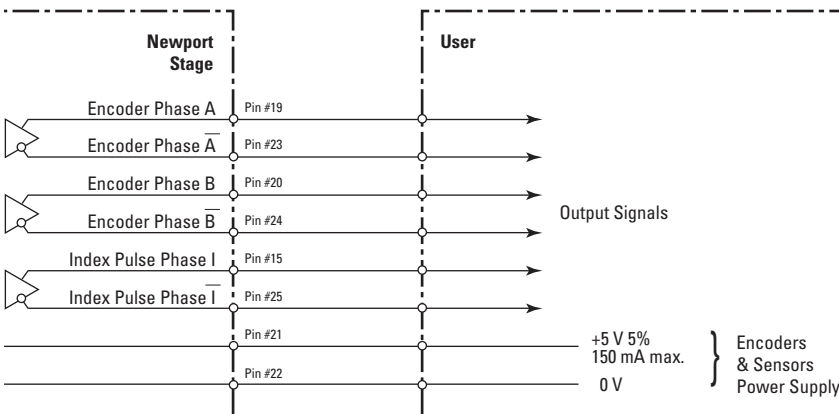 Newport
Stage
User
Encoder Phase A Pin #19
Encoder Phase A̅ Pin #23
Encoder Phase B Pin #20
Encoder Phase B̅ Pin #24
Output Signals
Index Pulse Phase I Pin #15
Index Pulse Phase I̅ Pin #25
Pin #21
+5 V 5%
150 mA max.
Pin #22
0 V
} Encoders
& Sensors
Power Supply